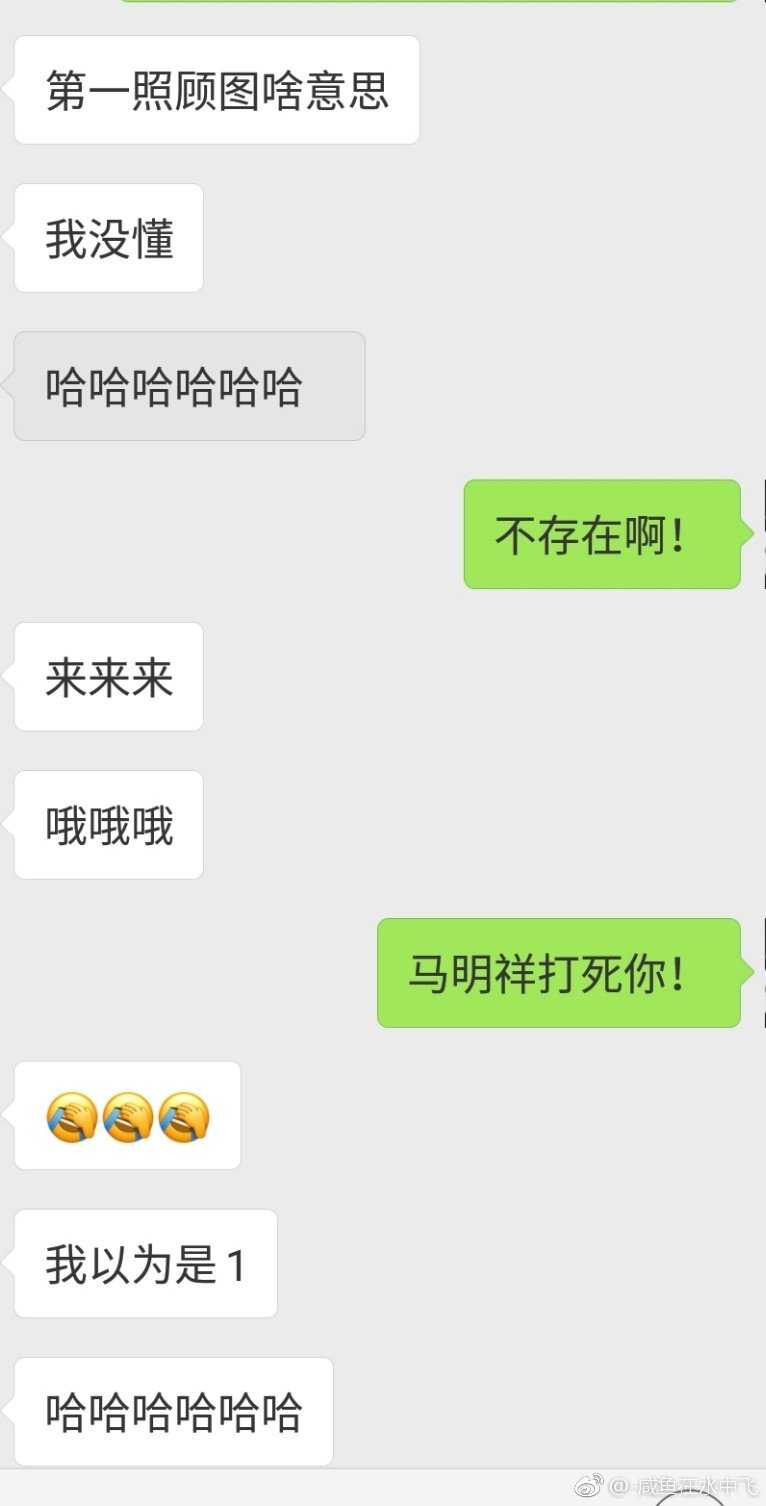 第一照顾图啥意思
我没懂
哈哈哈哈哈哈
不存在啊！
来来来
哦哦哦
马明祥打死你！
🤦🤦🤦
我以为是1
哈哈哈哈哈哈
@-咸鱼在水中飞